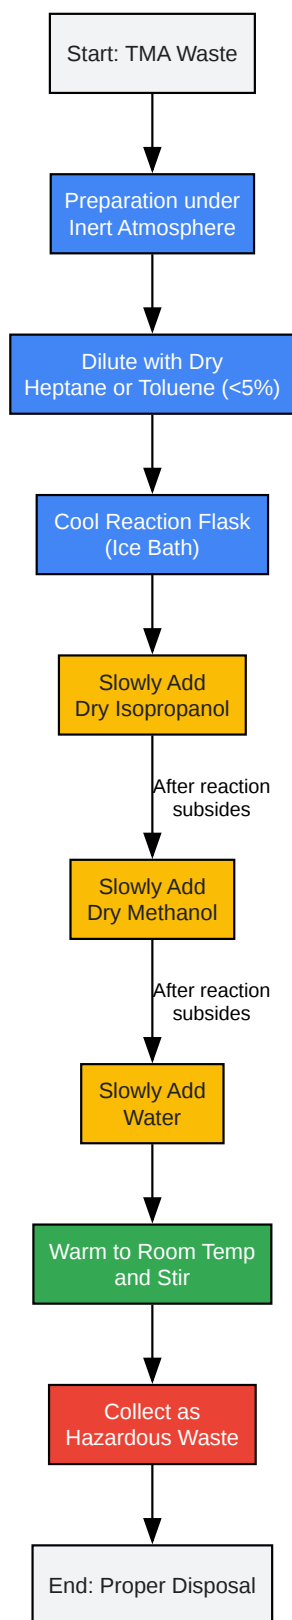 Start: TMA Waste
Preparation under
Inert Atmosphere
Dilute with Dry
Heptane or Toluene (<5%)
Cool Reaction Flask
(Ice Bath)
Slowly Add
Dry Isopropanol
After reaction
subsides
Slowly Add
Dry Methanol
After reaction
subsides
Slowly Add
Water
Warm to Room Temp
and Stir
Collect as
Hazardous Waste
End: Proper Disposal